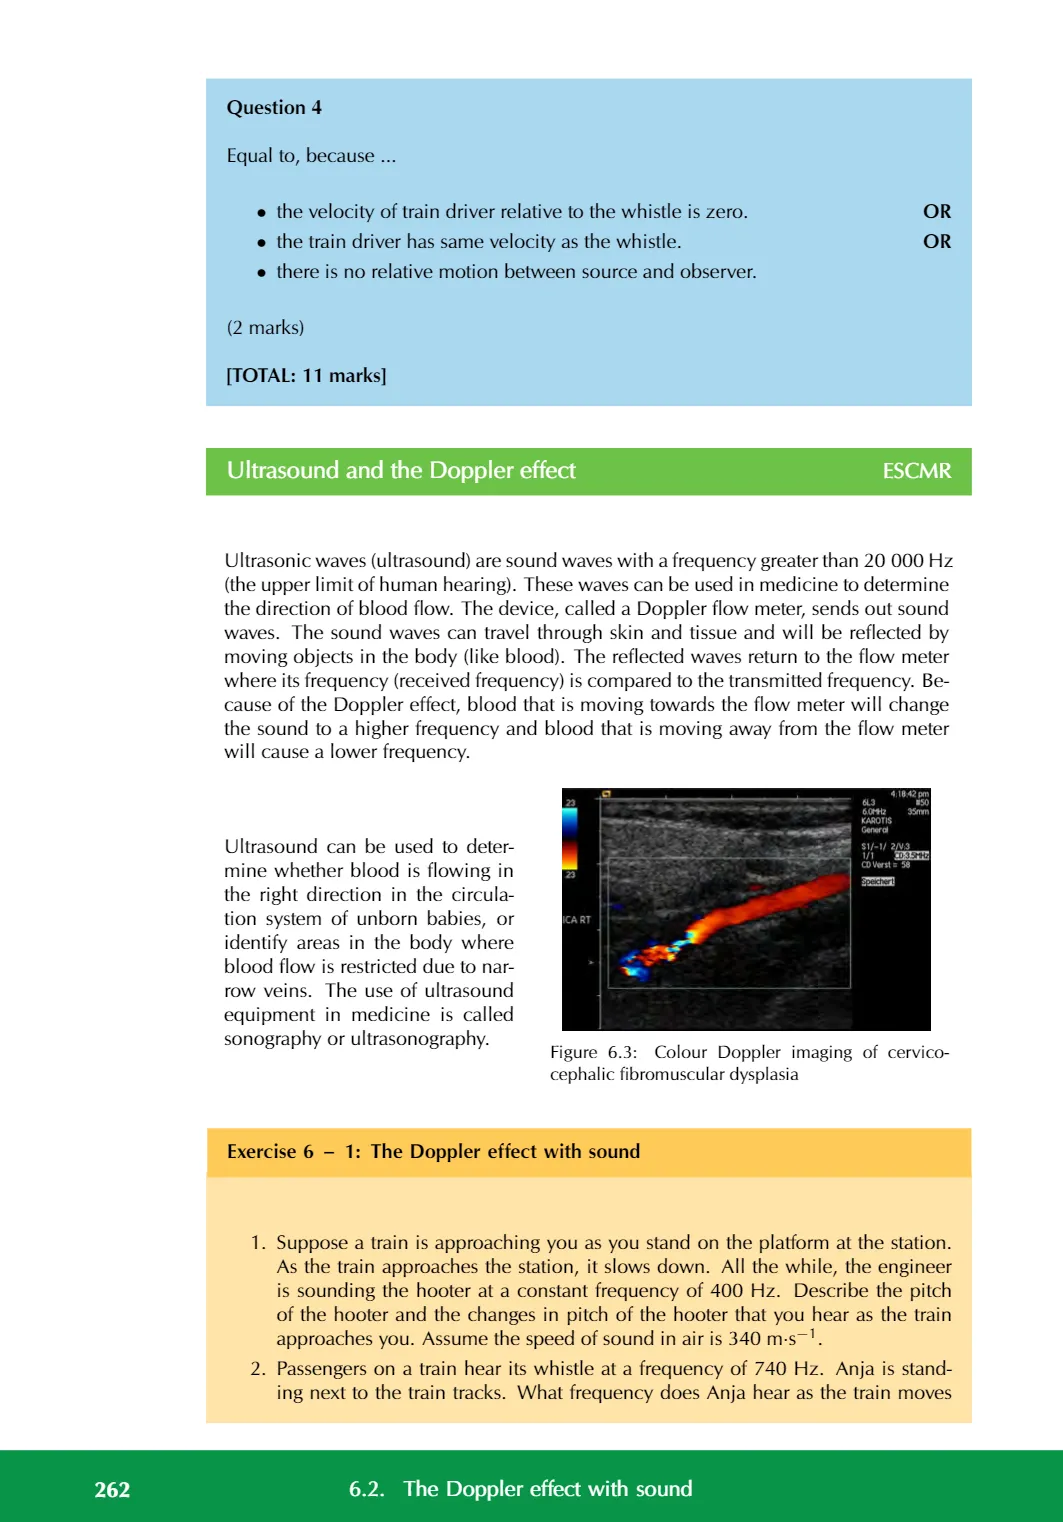 Question 4
Equal to, because ...
• the velocity of train driver relative to the whistle is zero. OR
• the train driver has same velocity as the whistle. OR
• there is no relative motion between source and observer.
(2 marks)
[TOTAL: 11 marks]
Ultrasound and the Doppler effect ESCMR
Ultrasonic waves (ultrasound) are sound waves with a frequency greater than 20 000 Hz
(the upper limit of human hearing). These waves can be used in medicine to determine
the direction of blood flow. The device, called a Doppler flow meter, sends out sound
waves. The sound waves can travel through skin and tissue and will be reflected by
moving objects in the body (like blood). The reflected waves return to the flow meter
where its frequency (received frequency) is compared to the transmitted frequency. Be-
cause of the Doppler effect, blood that is moving towards the flow meter will change
the sound to a higher frequency and blood that is moving away from the flow meter
will cause a lower frequency.
Ultrasound can be used to deter-
mine whether blood is flowing in
the right direction in the circula-
tion system of unborn babies, or
identify areas in the body where
blood flow is restricted due to nar-
row veins. The use of ultrasound
equipment in medicine is called
sonography or ultrasonography.
.23
.23
ICA RT
4:18:42 pm
6L3 #50
6.0MHz 35mm
KAROTIS
General
S1/-1/ 2/V:3
1/1 CD:3.5MHz
CD Verst = 58
Speichert
Figure 6.3: Colour Doppler imaging of cervico-
cephalic fibromuscular dysplasia
Exercise 6 – 1: The Doppler effect with sound
1. Suppose a train is approaching you as you stand on the platform at the station.
As the train approaches the station, it slows down. All the while, the engineer
is sounding the hooter at a constant frequency of 400 Hz. Describe the pitch
of the hooter and the changes in pitch of the hooter that you hear as the train
approaches you. Assume the speed of sound in air is 340 m·s⁻¹.
2. Passengers on a train hear its whistle at a frequency of 740 Hz. Anja is stand-
ing next to the train tracks. What frequency does Anja hear as the train moves
262 6.2. The Doppler effect with sound